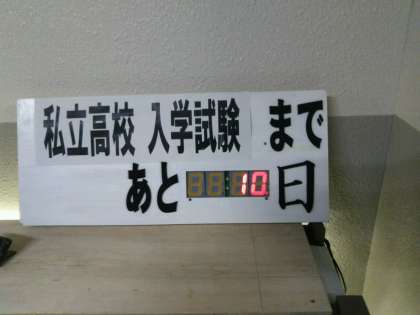 私立高校 入学試験 まで
あと 10 日